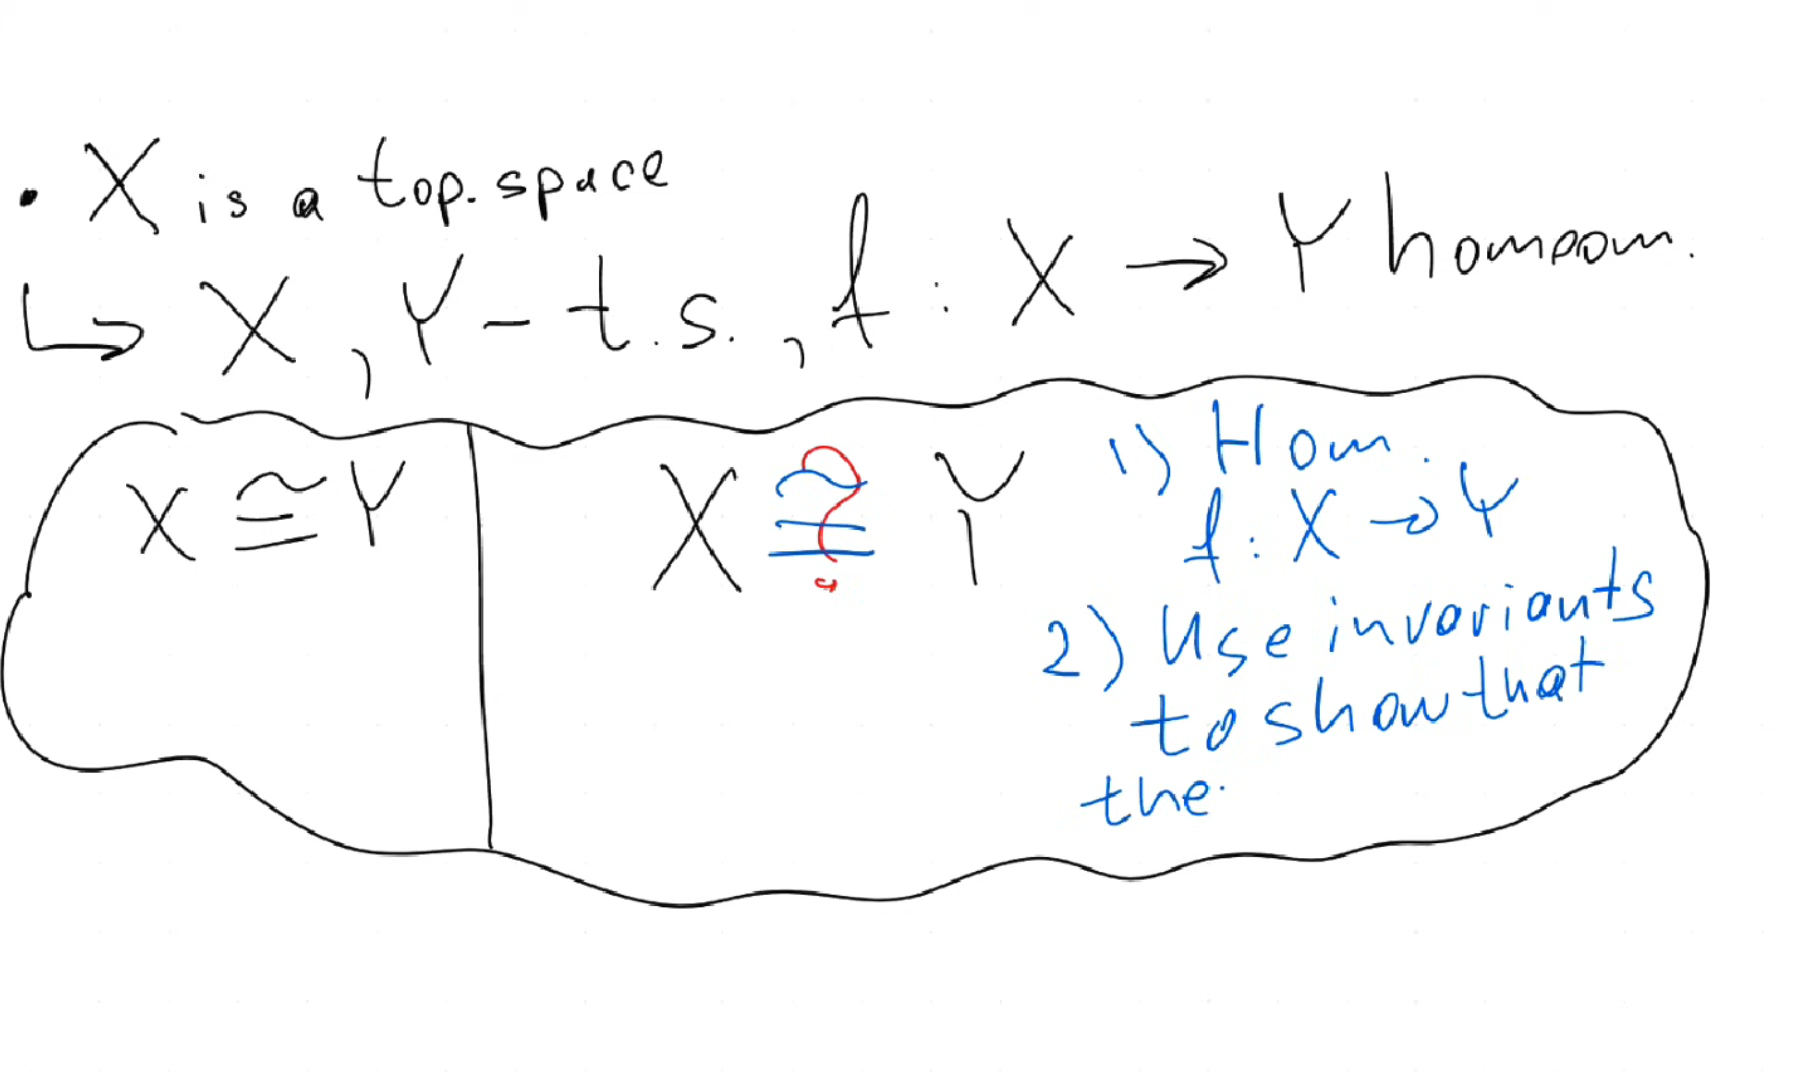 • X is a top. space
↳ X, Y - t.s., f : X → Y homeom.
X ≅ Y
X ≅ Y
?
1) Hom.
f : X → Y
2) Use invariants
to show that
the